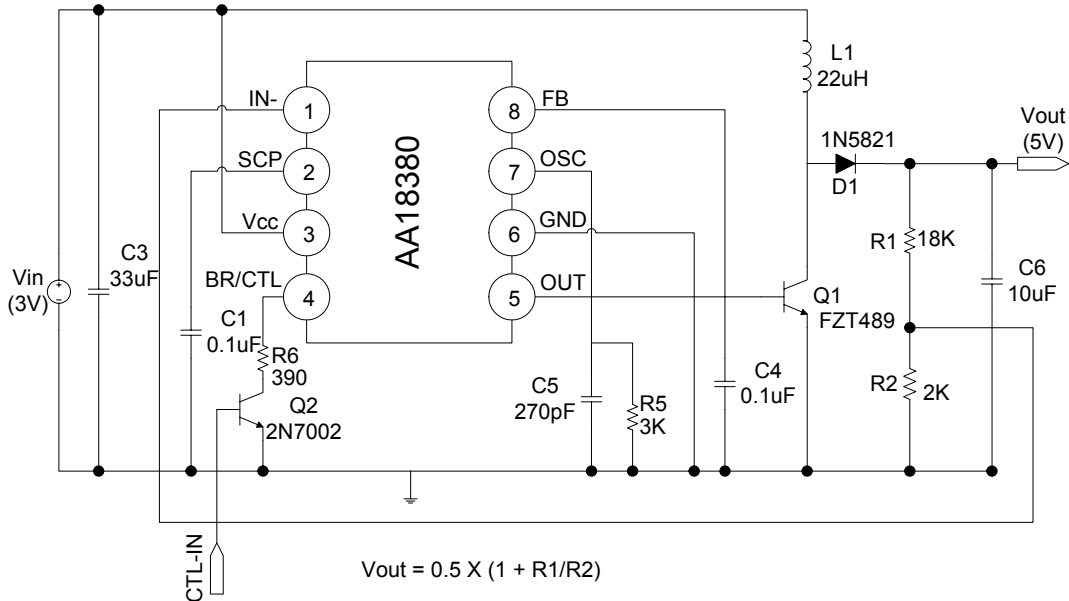 L1
22uH
IN-
1
8
FB
Vout
(5V)
1N5821
SCP
2
7
OSC
D1
AA18380
Vcc
3
6
GND
R1
18K
C3
33uF
Vin
(3V)
BR/CTL
4
5
OUT
C6
10uF
Q1
FZT489
C1
0.1uF
R6
390
C5
270pF
R5
3K
C4
0.1uF
R2
2K
Q2
2N7002
CTL-IN
Vout = 0.5 X (1 + R1/R2)